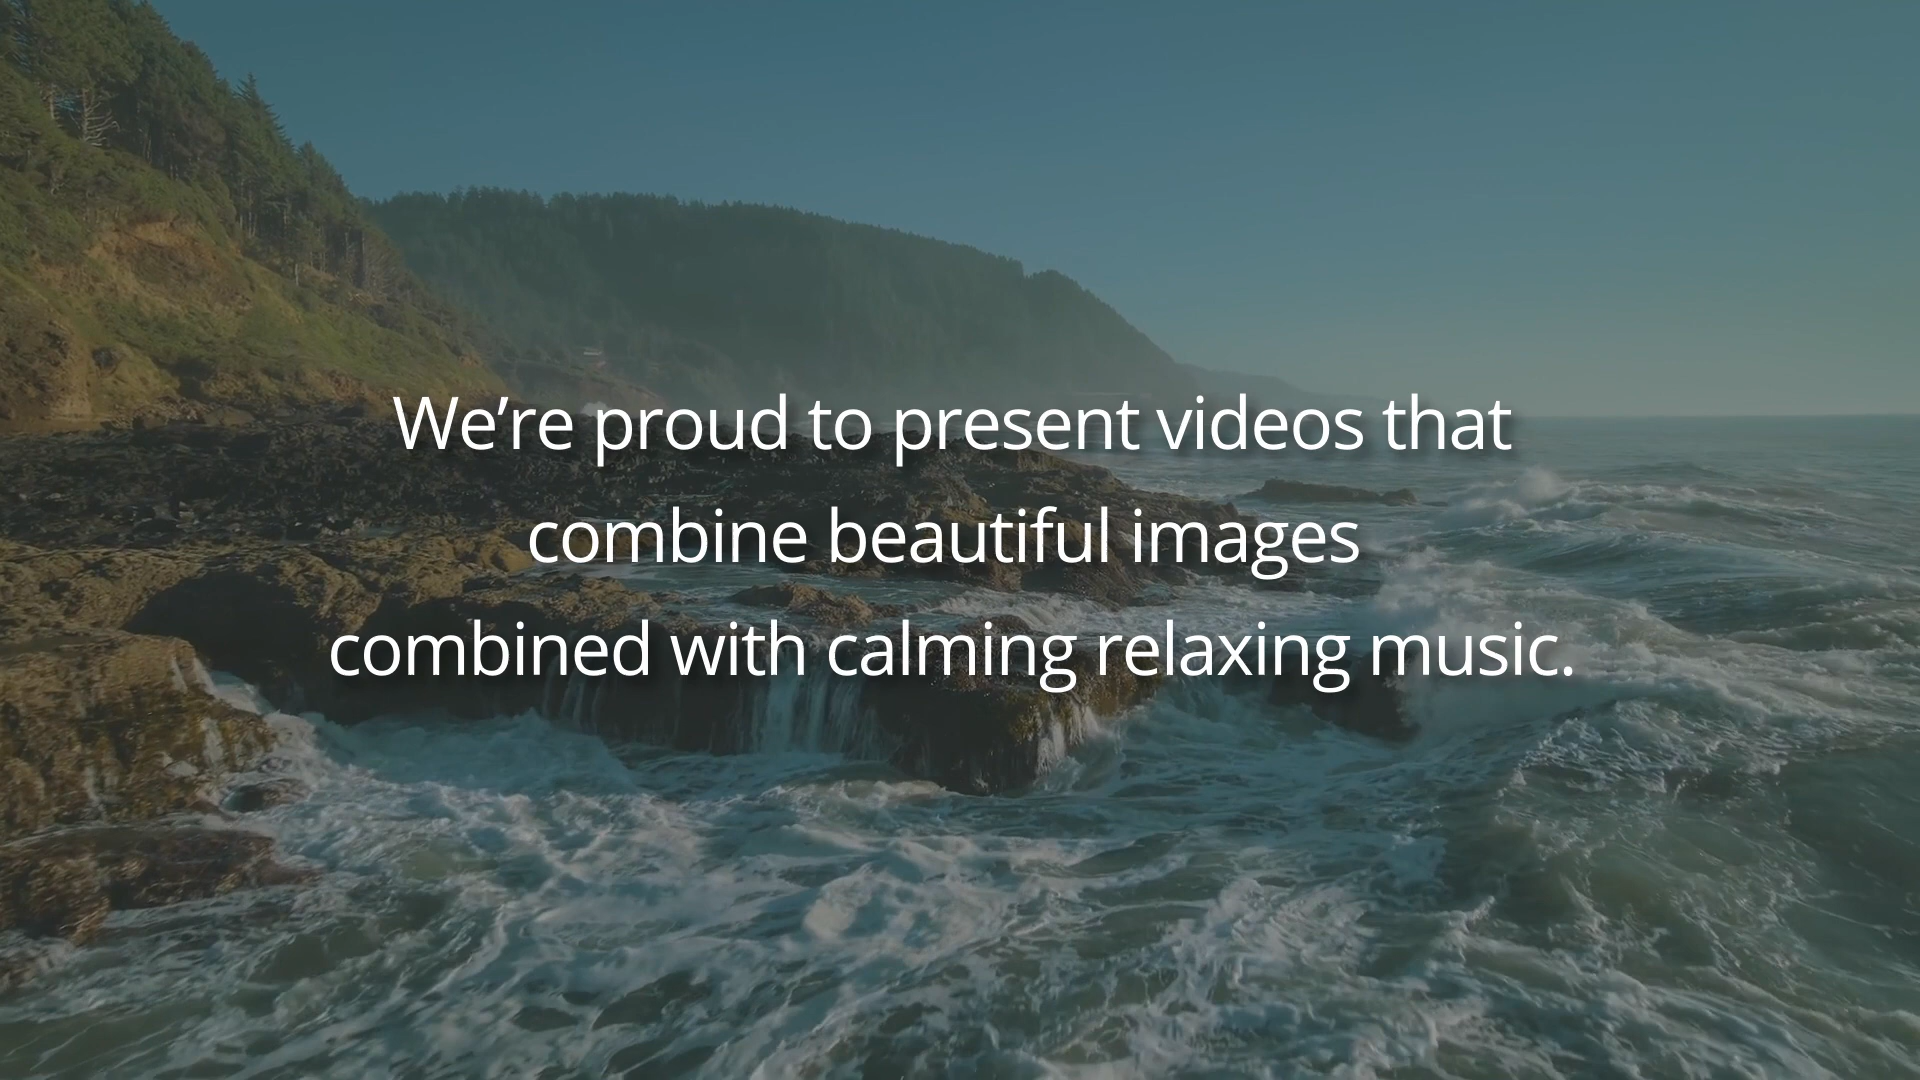 We’re proud to present videos that
combine beautiful images
combined with calming relaxing music.